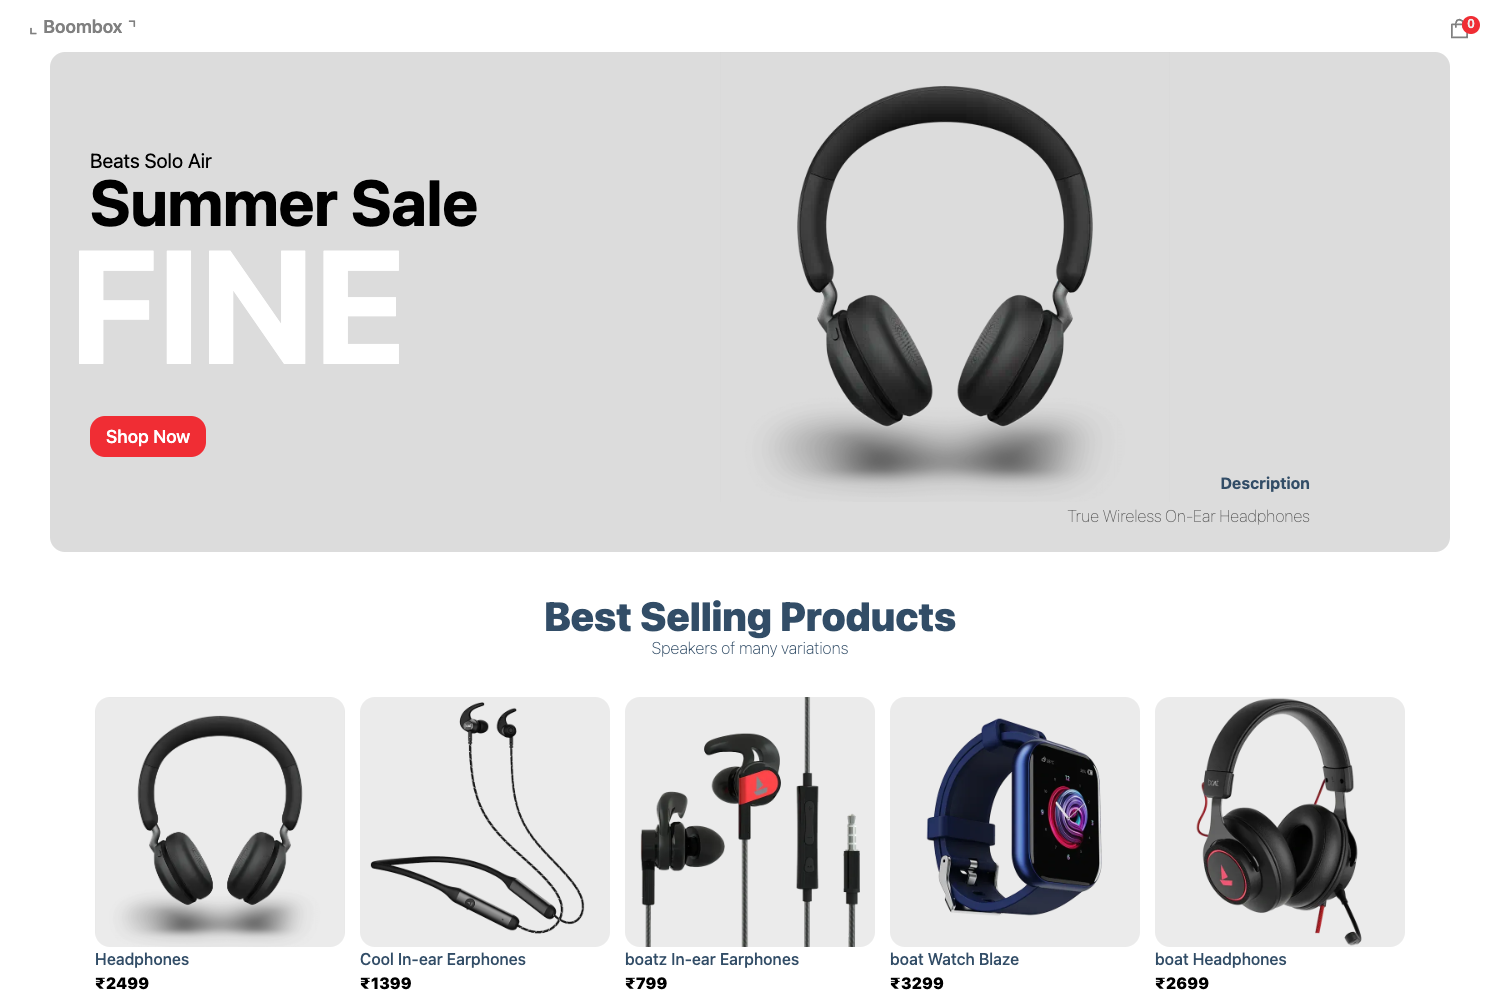 ⌞ Boombox ⌝
0
Beats Solo Air
Summer Sale
FINE
Shop Now
Description
True Wireless On-Ear Headphones
Best Selling Products
Speakers of many variations
Headphones
₹2499
Cool In-ear Earphones
₹1399
boatz In-ear Earphones
₹799
boat Watch Blaze
₹3299
boat Headphones
₹2699